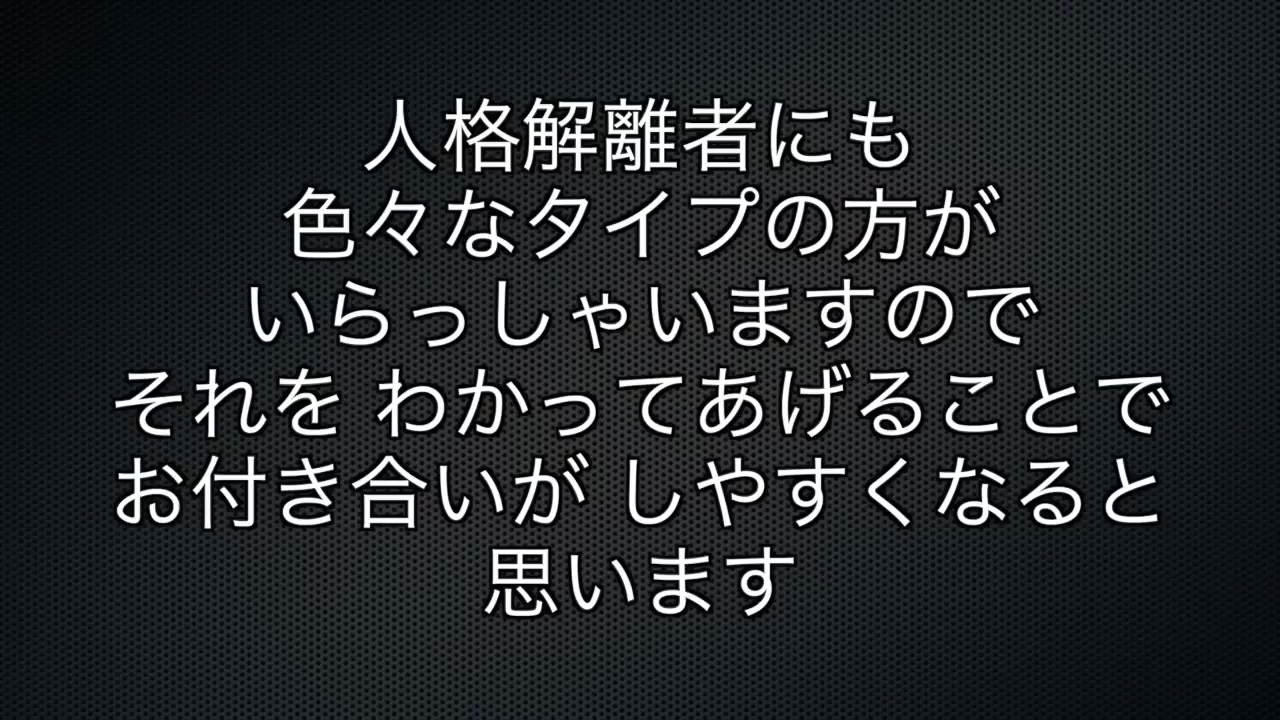 人格解離者にも
色々なタイプの方が
いらっしゃいますので
それを わかってあげることで
お付き合いが しやすくなると
思います